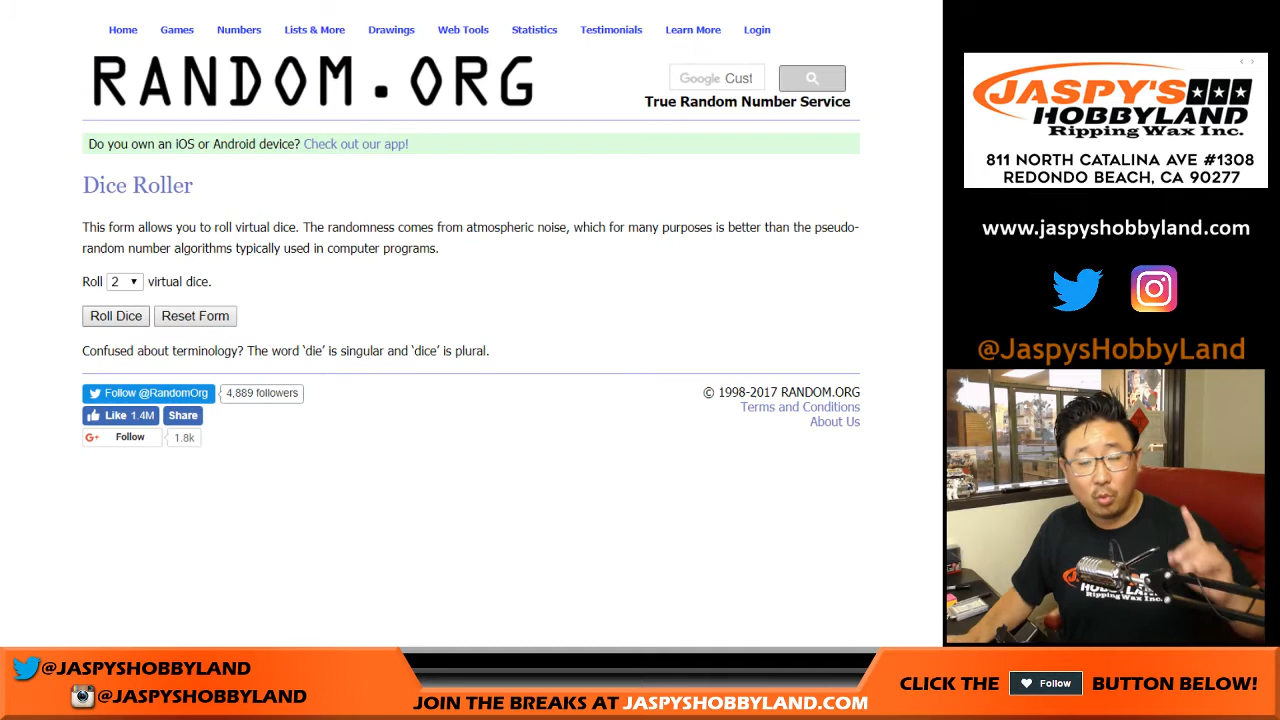 Home Games Numbers Lists & More Drawings Web Tools Statistics Testimonials Learn More Login
RANDOM.ORG
Google Cust
True Random Number Service
Do you own an iOS or Android device? Check out our app!
Dice Roller
This form allows you to roll virtual dice. The randomness comes from atmospheric noise, which for many purposes is better than the pseudo-
random number algorithms typically used in computer programs.
Roll 2 virtual dice.
Roll Dice Reset Form
Confused about terminology? The word ‘die’ is singular and ‘dice’ is plural.
Follow @RandomOrg 4,889 followers
Like 1.4M Share
G+ Follow 1.8k
© 1998-2017 RANDOM.ORG
Terms and Conditions
About Us
JASPY'S
HOBBYLAND
Ripping Wax Inc.
811 NORTH CATALINA AVE #1308
REDONDO BEACH, CA 90277
www.jaspyshobbyland.com
@JaspysHobbyLand
JASPY'S
HOBBYLAND
Ripping Wax Inc.
@JASPYSHOBBYLAND
@JASPYSHOBBYLAND
JOIN THE BREAKS AT JASPYSHOBBYLAND.COM
CLICK THE Follow BUTTON BELOW!